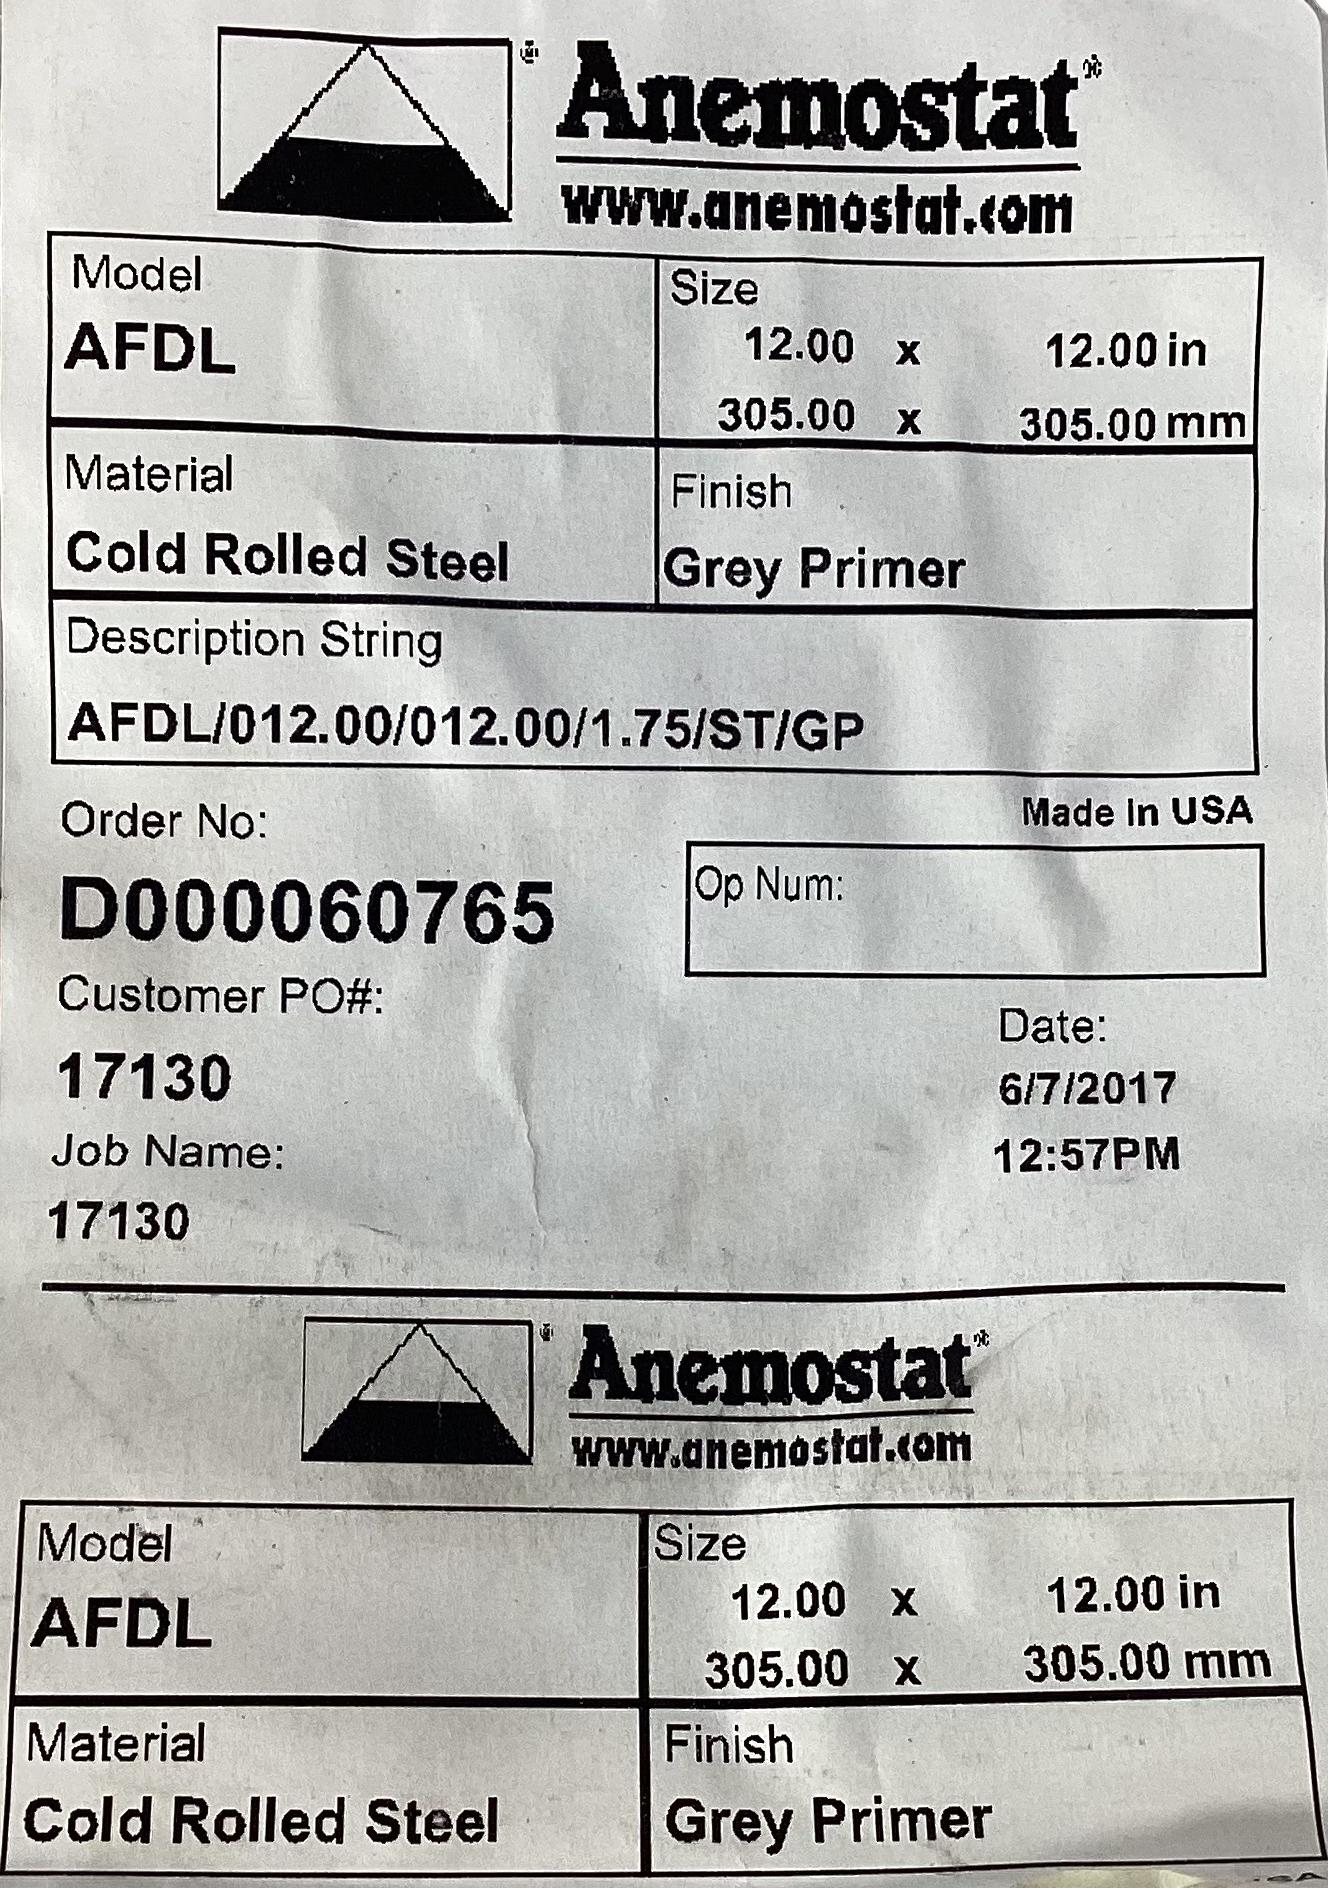 Anemostat®
www.anemostat.com
Model
AFDL
Size
12.00 x 12.00 in
305.00 x 305.00 mm
Material
Cold Rolled Steel
Finish
Grey Primer
Description String
AFDL/012.00/012.00/1.75/ST/GP
Made in USA
Order No:
D000060765
Op Num:
Customer PO#:
17130
Date:
6/7/2017
12:57PM
Job Name:
17130
Anemostat®
www.anemostat.com
Model
AFDL
Size
12.00 x 12.00 in
305.00 x 305.00 mm
Material
Cold Rolled Steel
Finish
Grey Primer